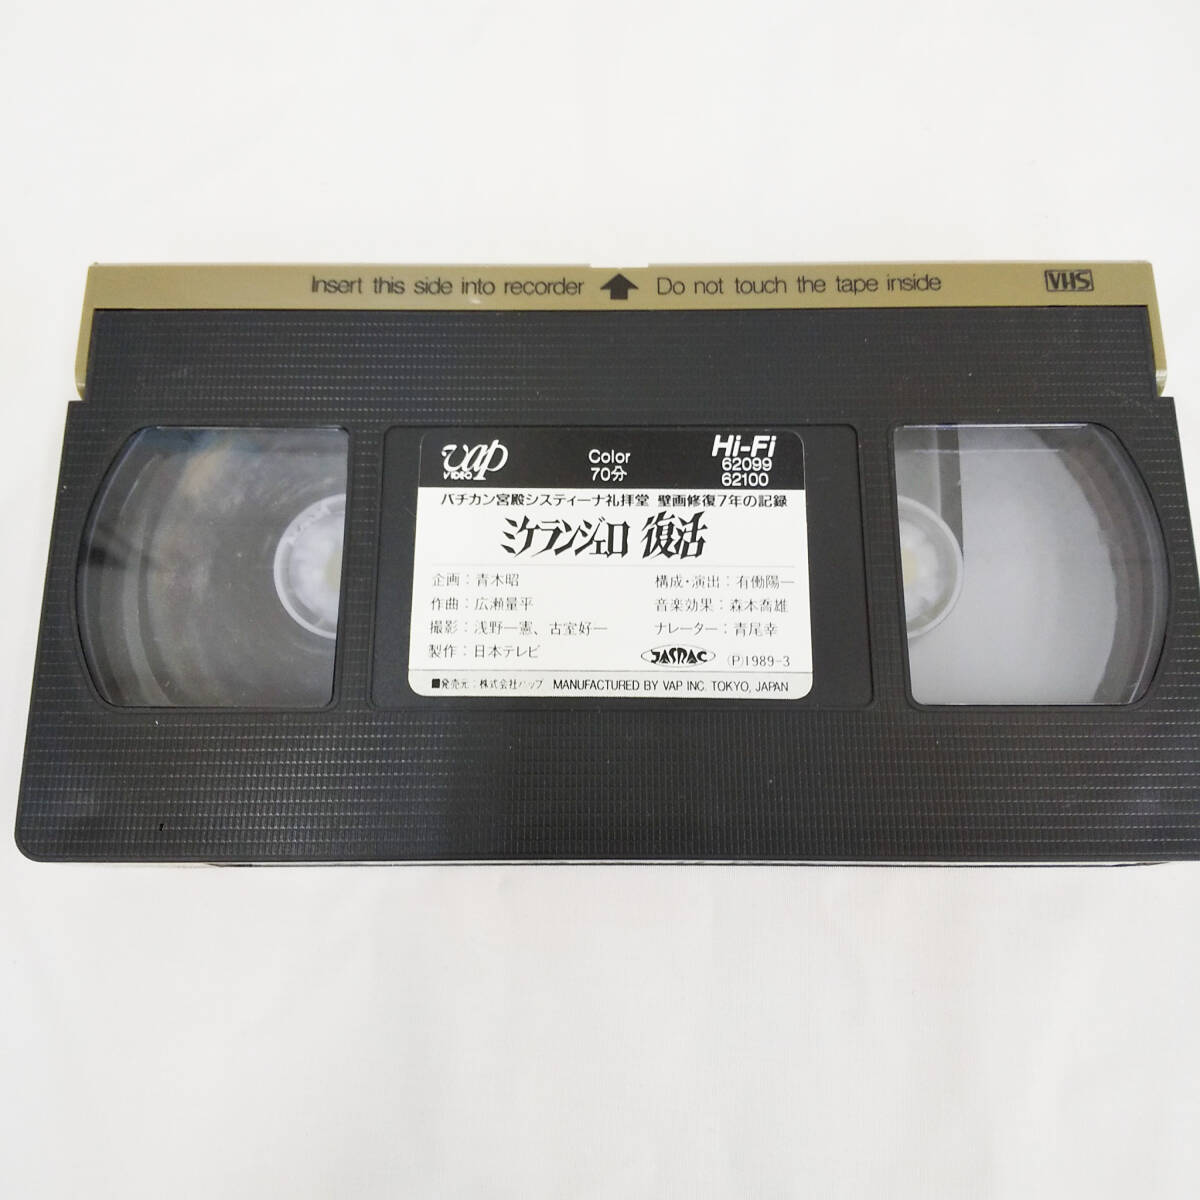 Insert this side into recorder Do not touch the tape inside VHS
vap VIDEO
Color
70分
Hi-Fi
62099
62100
バチカン宮殿システィーナ礼拝堂 壁画修復7年の記録
ミケランジェロ 復活
企画：青木昭
構成・演出：有働陽一
作曲：広瀬量平
音楽効果：森本喬雄
撮影：浅野一憲、古室好一
ナレーター：青尾幸
製作：日本テレビ
JASRAC (P)1989-3
■発売元：株式会社バップ MANUFACTURED BY VAP INC. TOKYO, JAPAN